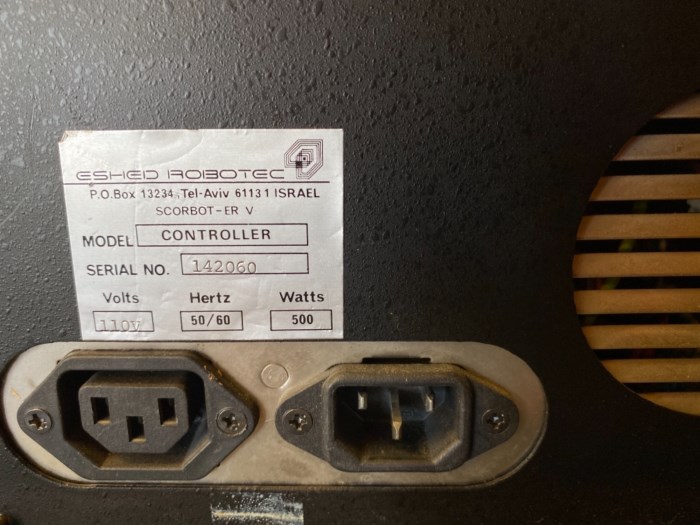 ESHED ROBOTEC
P.O.Box 13234 Tel-Aviv 61131 ISRAEL
SCORBOT-ER V
MODEL CONTROLLER
SERIAL NO. 142060
Volts Hertz Watts
110V 50/60 500